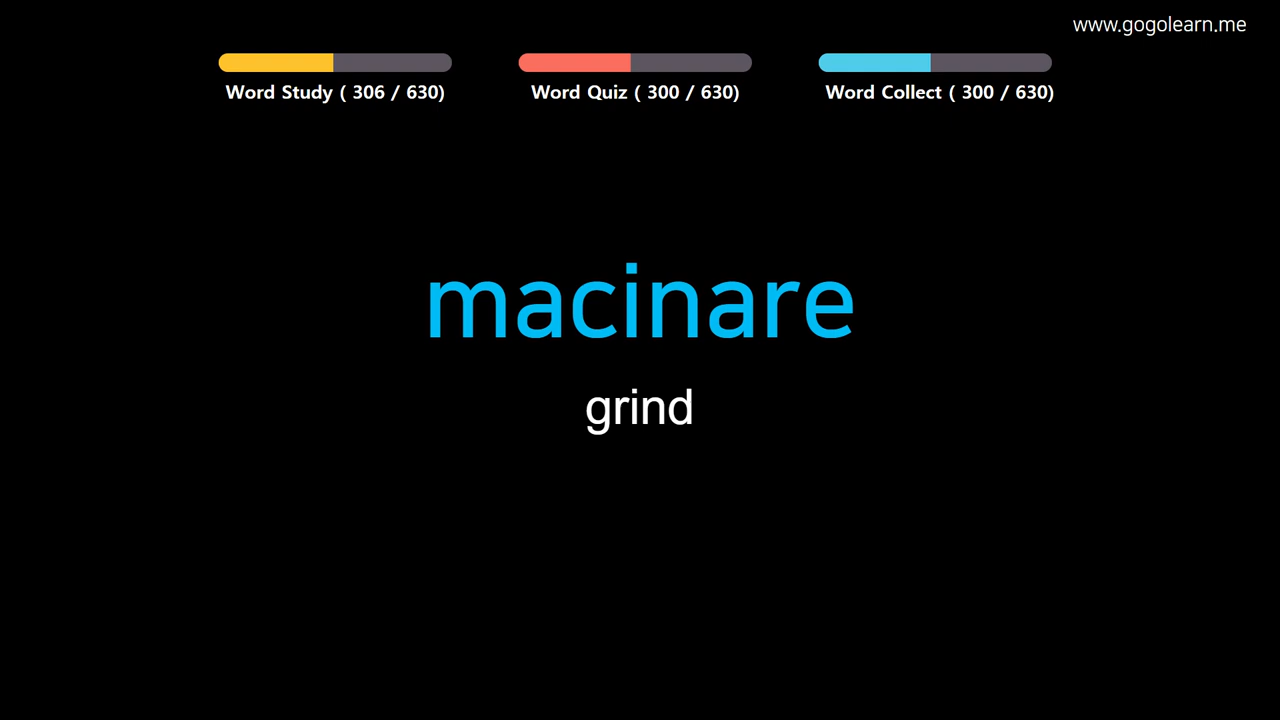 www.gogolearn.me
Word Study ( 306 / 630)
Word Quiz ( 300 / 630)
Word Collect ( 300 / 630)
macinare
grind